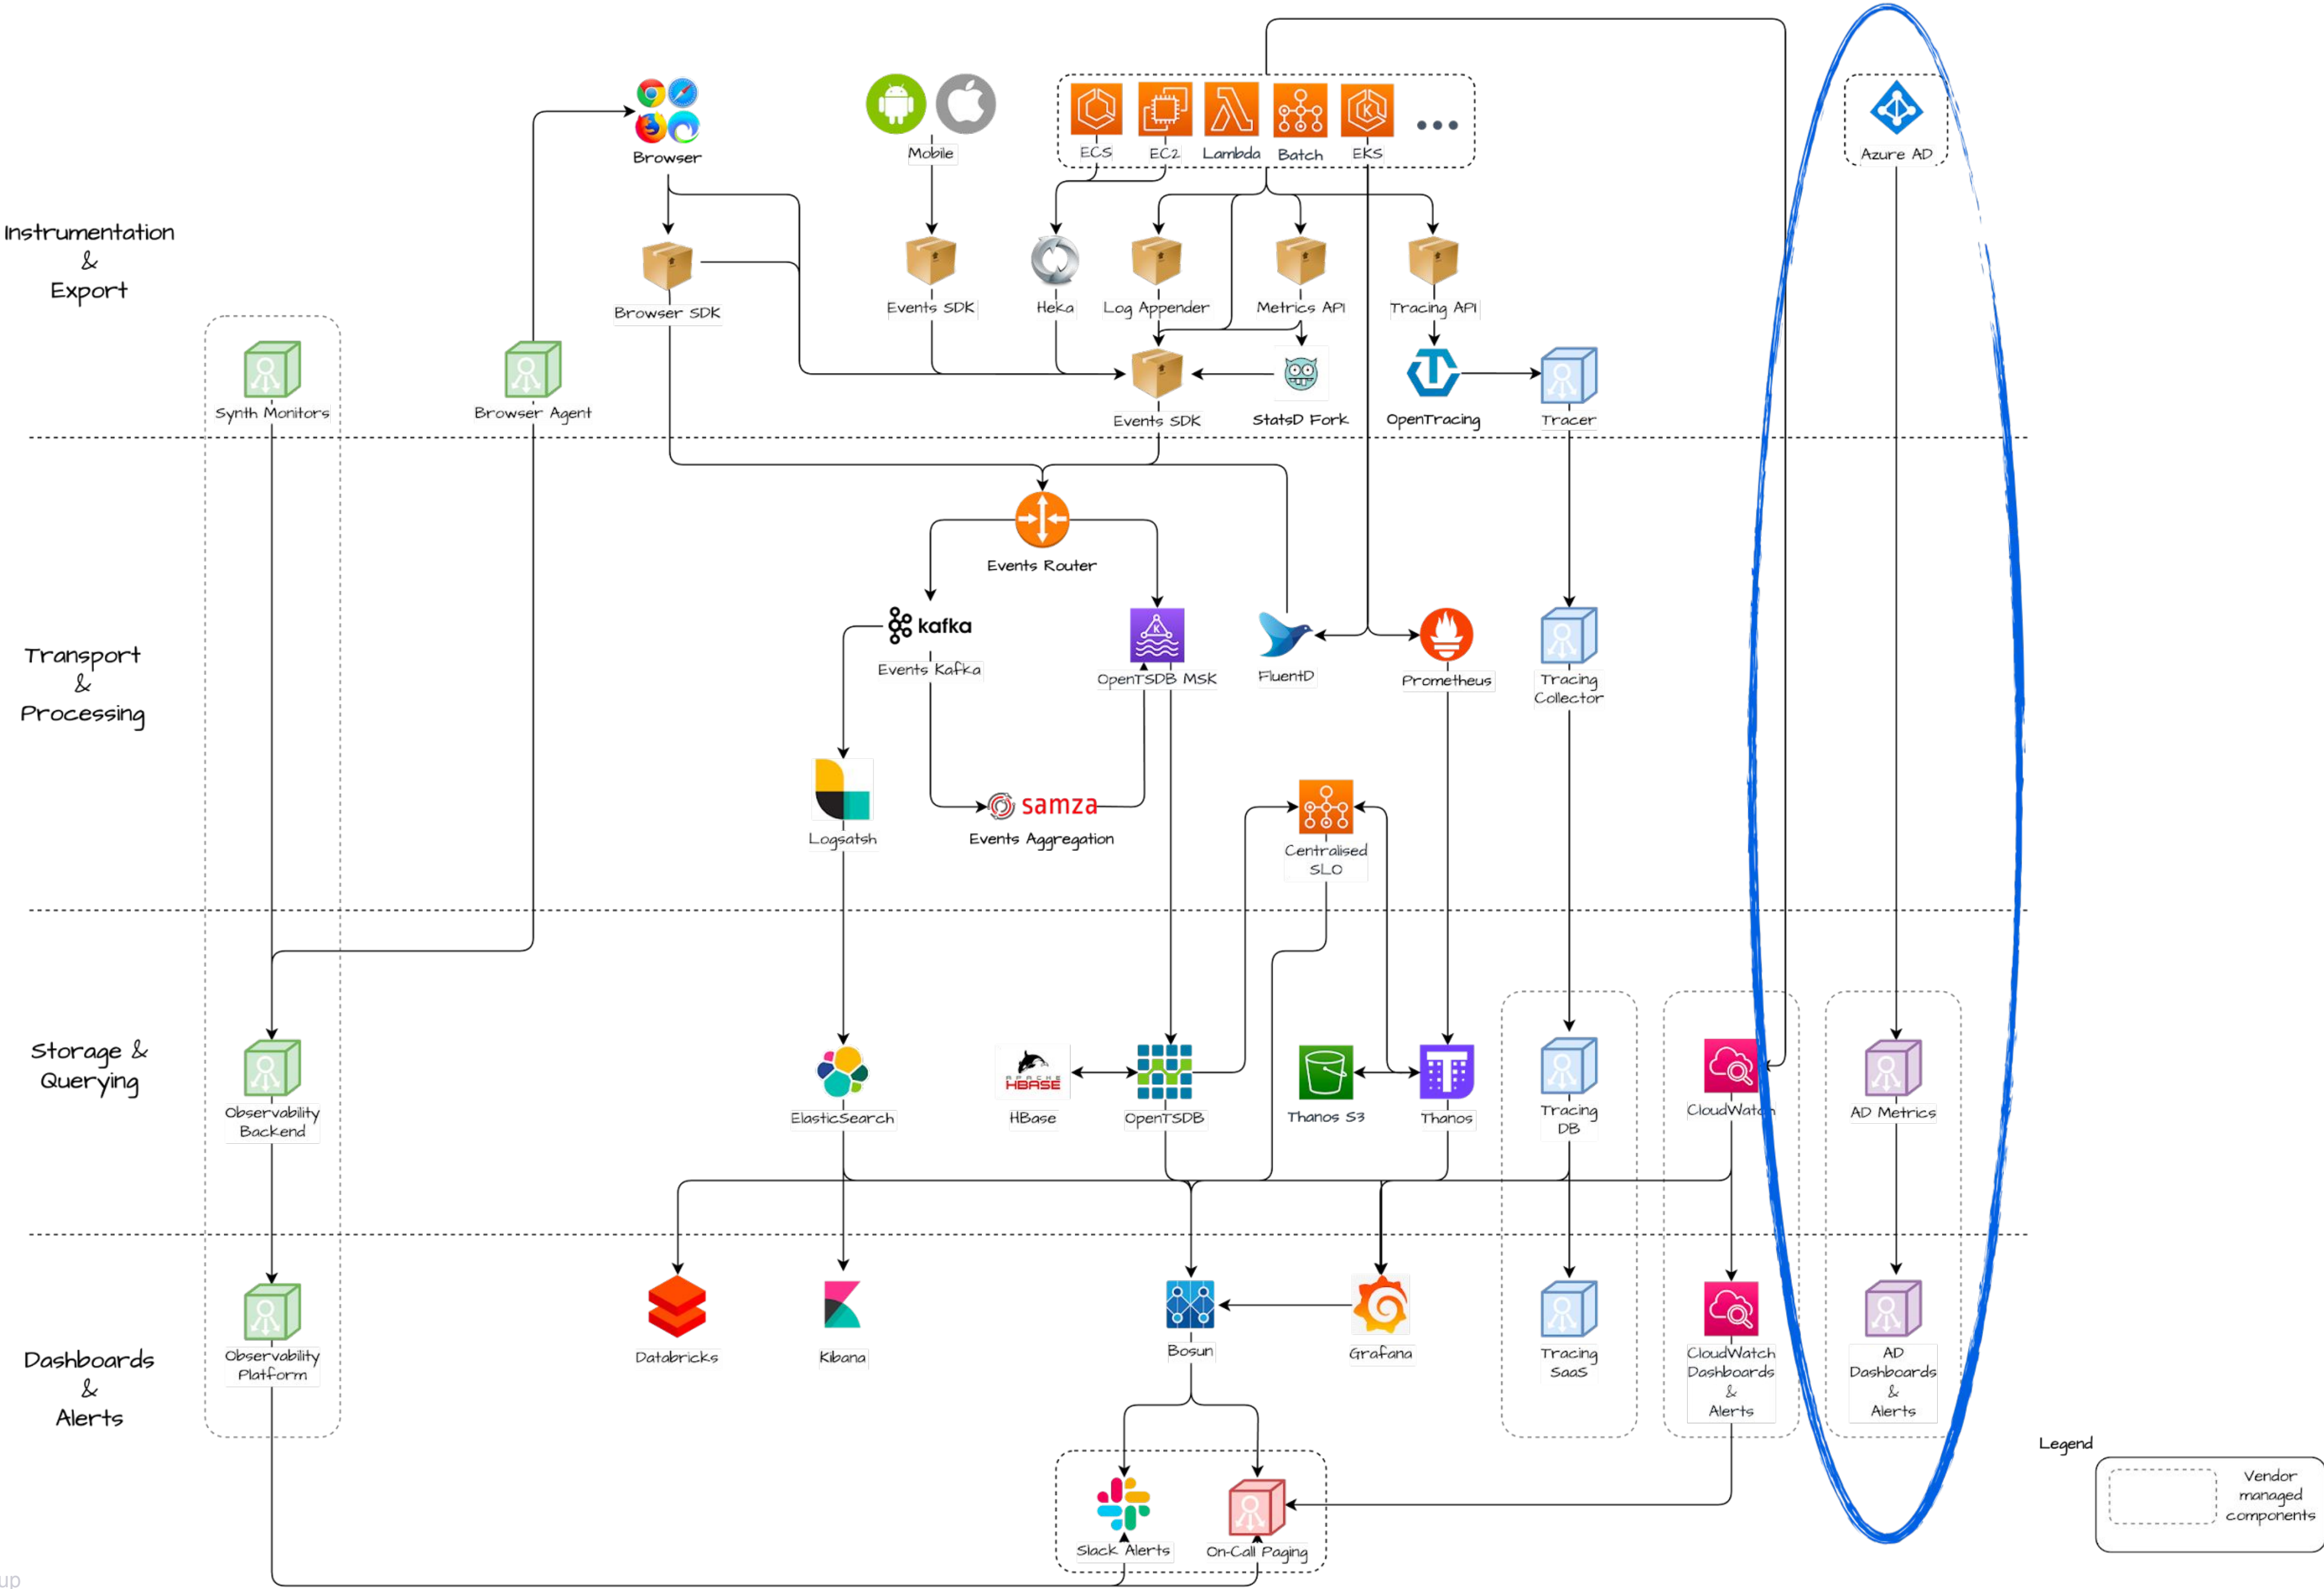 Browser
Mobile
ECS
EC2
Lambda
Batch
EKS
Azure AD
Instrumentation
&
Export
Browser SDK
Events SDK
Heka
Log Appender
Metrics API
Tracing API
Synth Monitors
Browser Agent
Events SDK
StatsD Fork
OpenTracing
Tracer
Events Router
Transport
&
Processing
kafka
Events Kafka
OpenTSDB MSK
FluentD
Prometheus
Tracing
Collector
Logsatsh
samza
Events Aggregation
Centralised
SLO
Storage &
Querying
Observability
Backend
ElasticSearch
APACHE
HBASE
HBase
OpenTSDB
Thanos S3
Thanos
Tracing
DB
CloudWatch
AD Metrics
Dashboards
&
Alerts
Observability
Platform
Databricks
Kibana
Bosun
Grafana
Tracing
SaaS
CloudWatch
Dashboards
&
Alerts
AD
Dashboards
&
Alerts
Slack Alerts
On-Call Paging
Legend
Vendor
managed
components
up